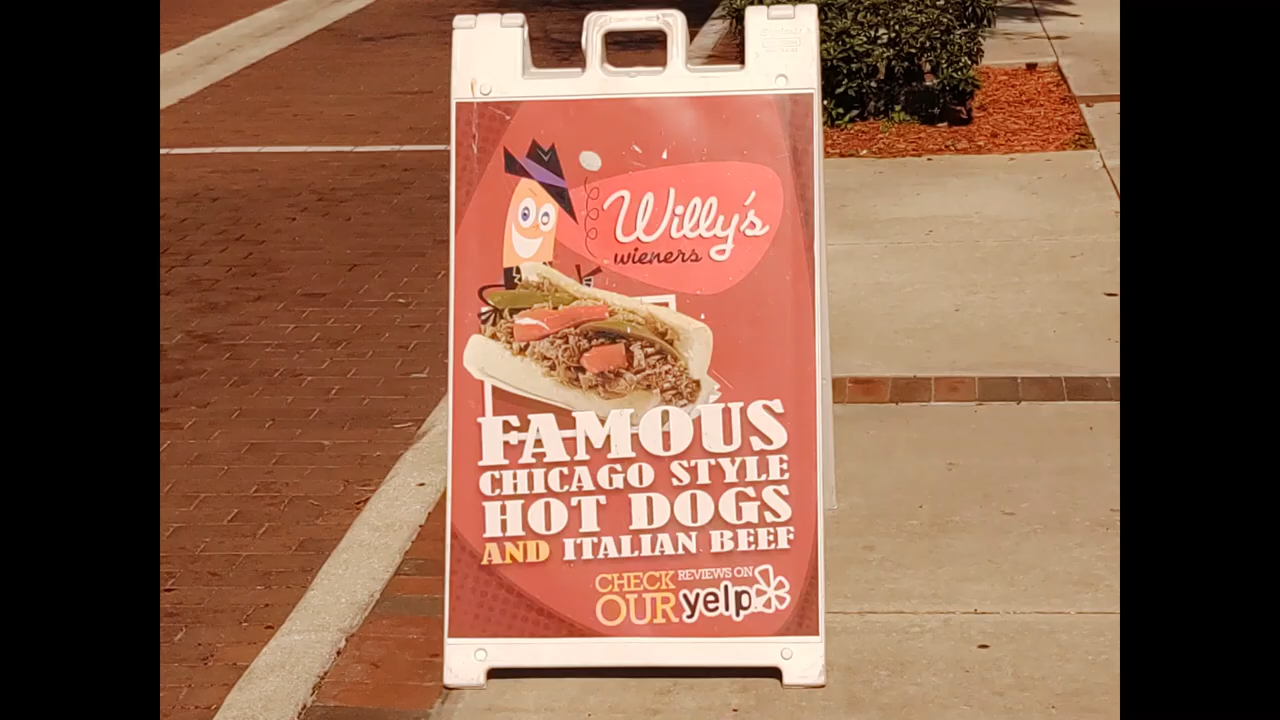 Willy's
wieners
FAMOUS
CHICAGO STYLE
HOT DOGS
AND ITALIAN BEEF
CHECK REVIEWS ON
OUR yelp